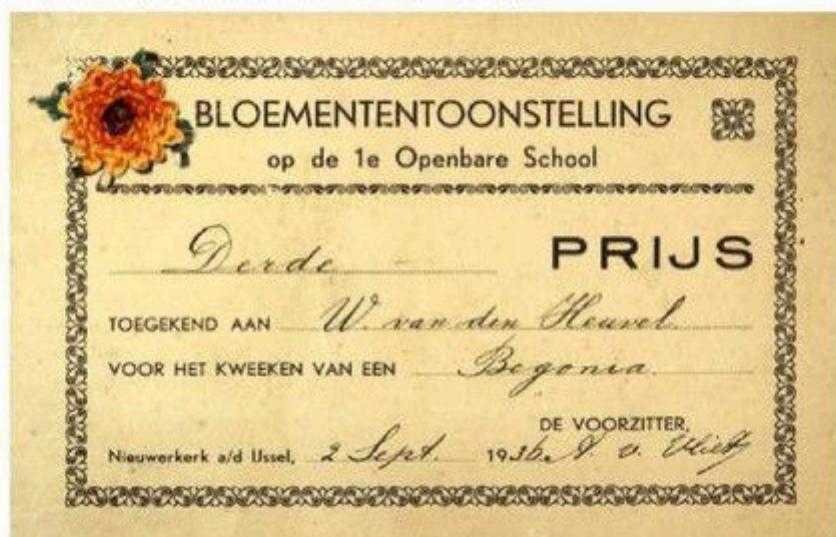 BLOEMENTENTOONSTELLING
op de 1e Openbare School
Derde PRIJS
TOEGEKEND AAN W. van den Heuvel.
VOOR HET KWEEKEN VAN EEN Begonia.
DE VOORZITTER,
Nieuwerkerk a/d IJssel, 2 Sept. 1936. A. v. Vliet